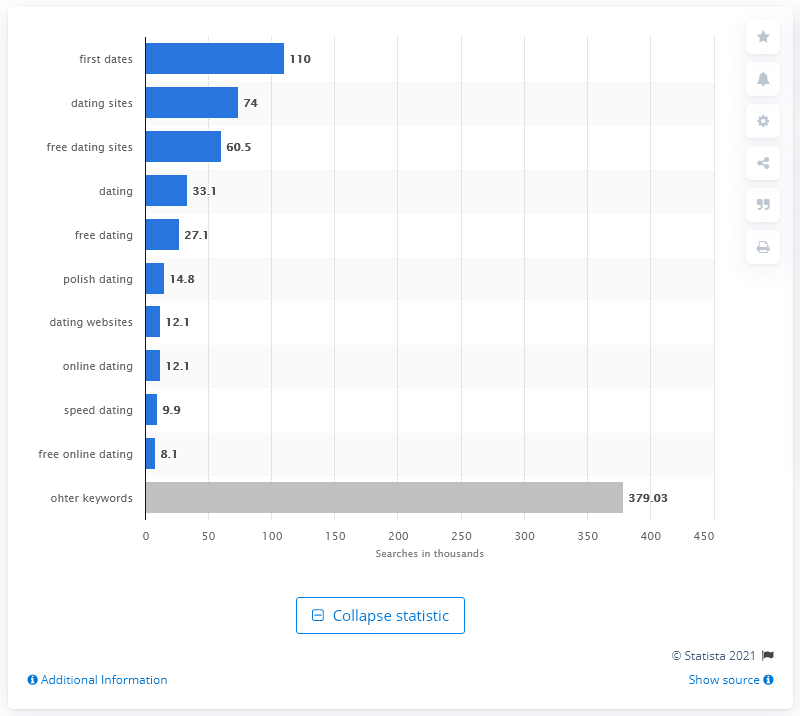 first dates 110
dating sites 74
free dating sites 60.5
dating 33.1
free dating 27.1
polish dating 14.8
dating websites 12.1
online dating 12.1
speed dating 9.9
free online dating 8.1
ohter keywords 379.03
0 50 100 150 200 250 300 350 400 450
Searches in thousands
Collapse statistic
© Statista 2021
Additional Information Show source